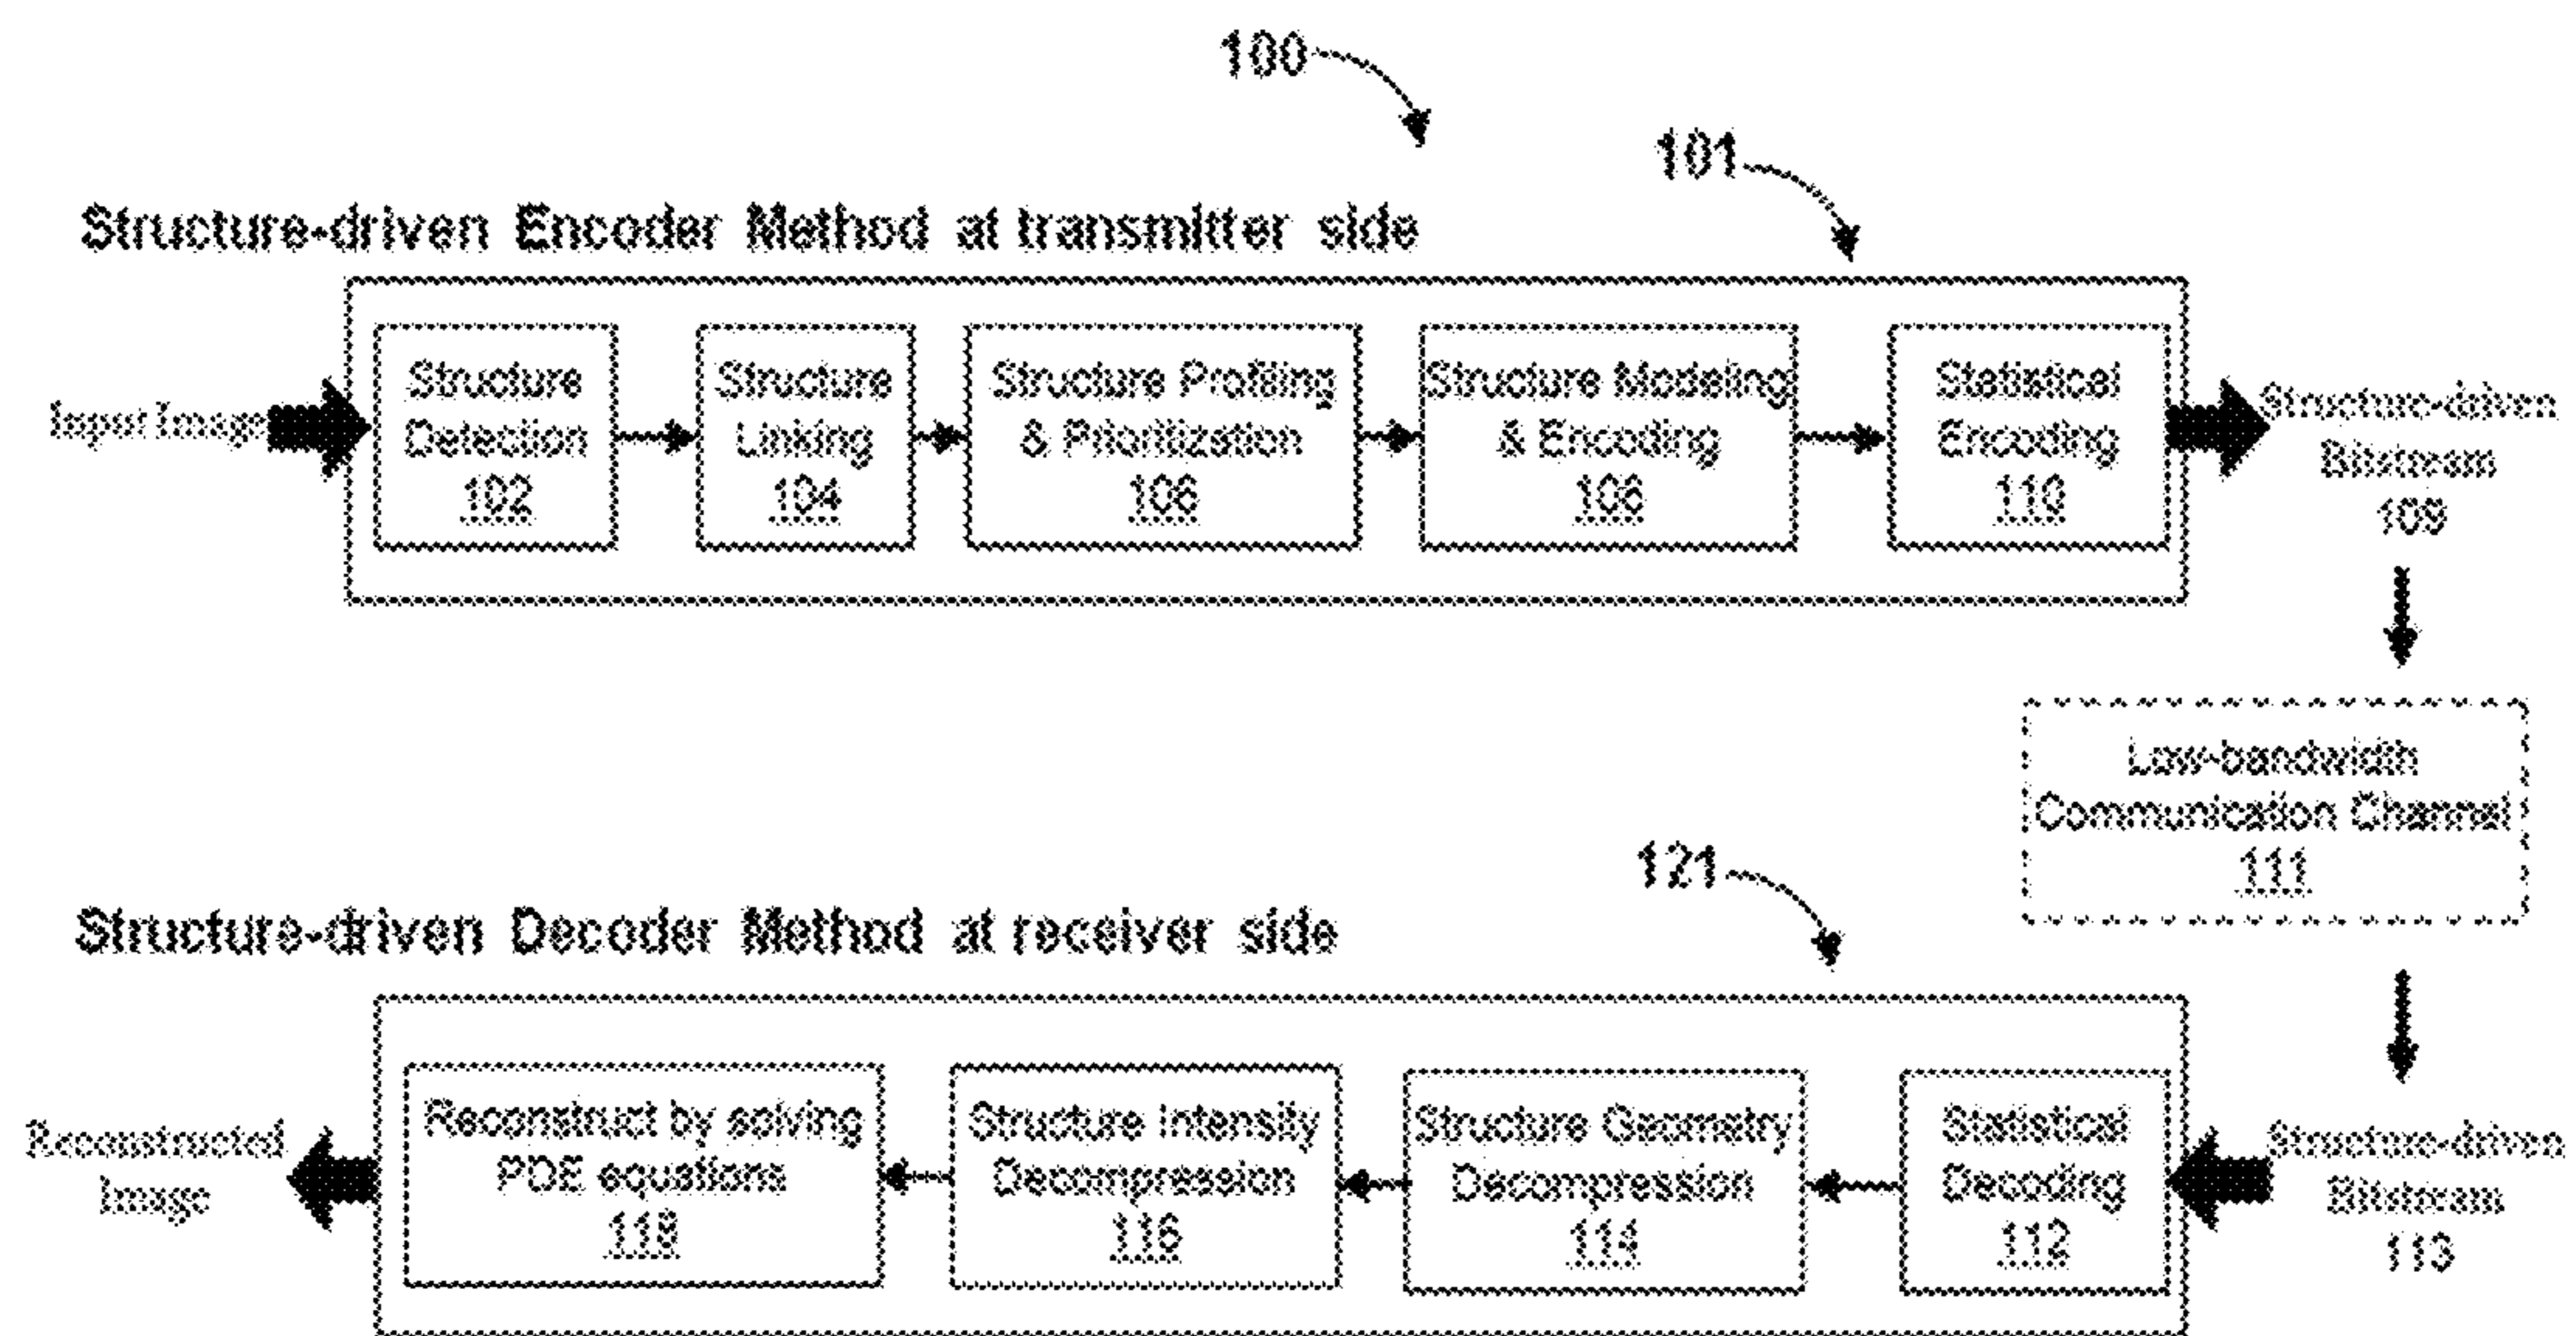 100
101
Structure-driven Encoder Method at transmitter side
Input Image
Structure
Detection
102
Structure
Linking
104
Structure Profiling
& Prioritization
106
Structure Modeling
& Encoding
Statistical
Encoding
110
Structure-driven
Bitstream
109
Low-bandwidth
Communication Channel
111
121
Structure-driven Decoder Method at receiver side
Reconstructed
Image
Reconstruct by solving
PDE equations
118
Structure Intensity
Decompression
116
Structure Geometry
Decompression
114
Statistical
Decoding
112
Structure-driven
Bitstream
113